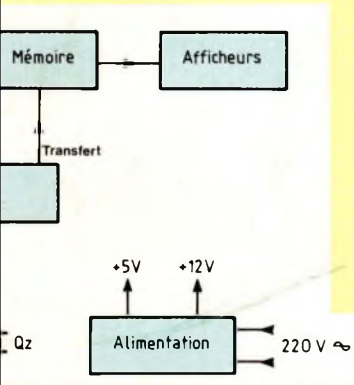 Mémoire
Afficheurs
Transfert
+5V
+12V
Qz
Alimentation
220 V ~